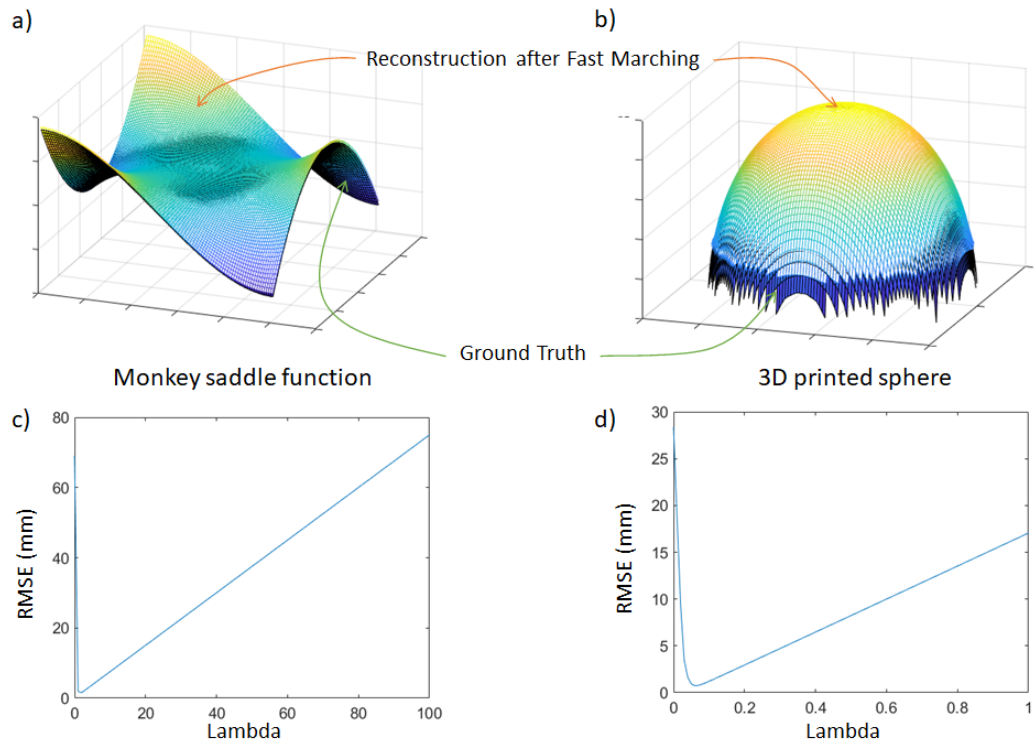 a)
b)
Reconstruction after Fast Marching
Ground Truth
Monkey saddle function
3D printed sphere
c)
80
60
40
20
0
0 20 40 60 80 100
RMSE (mm)
Lambda
d)
30
25
20
15
10
5
0
0 0.2 0.4 0.6 0.8 1
RMSE (mm)
Lambda